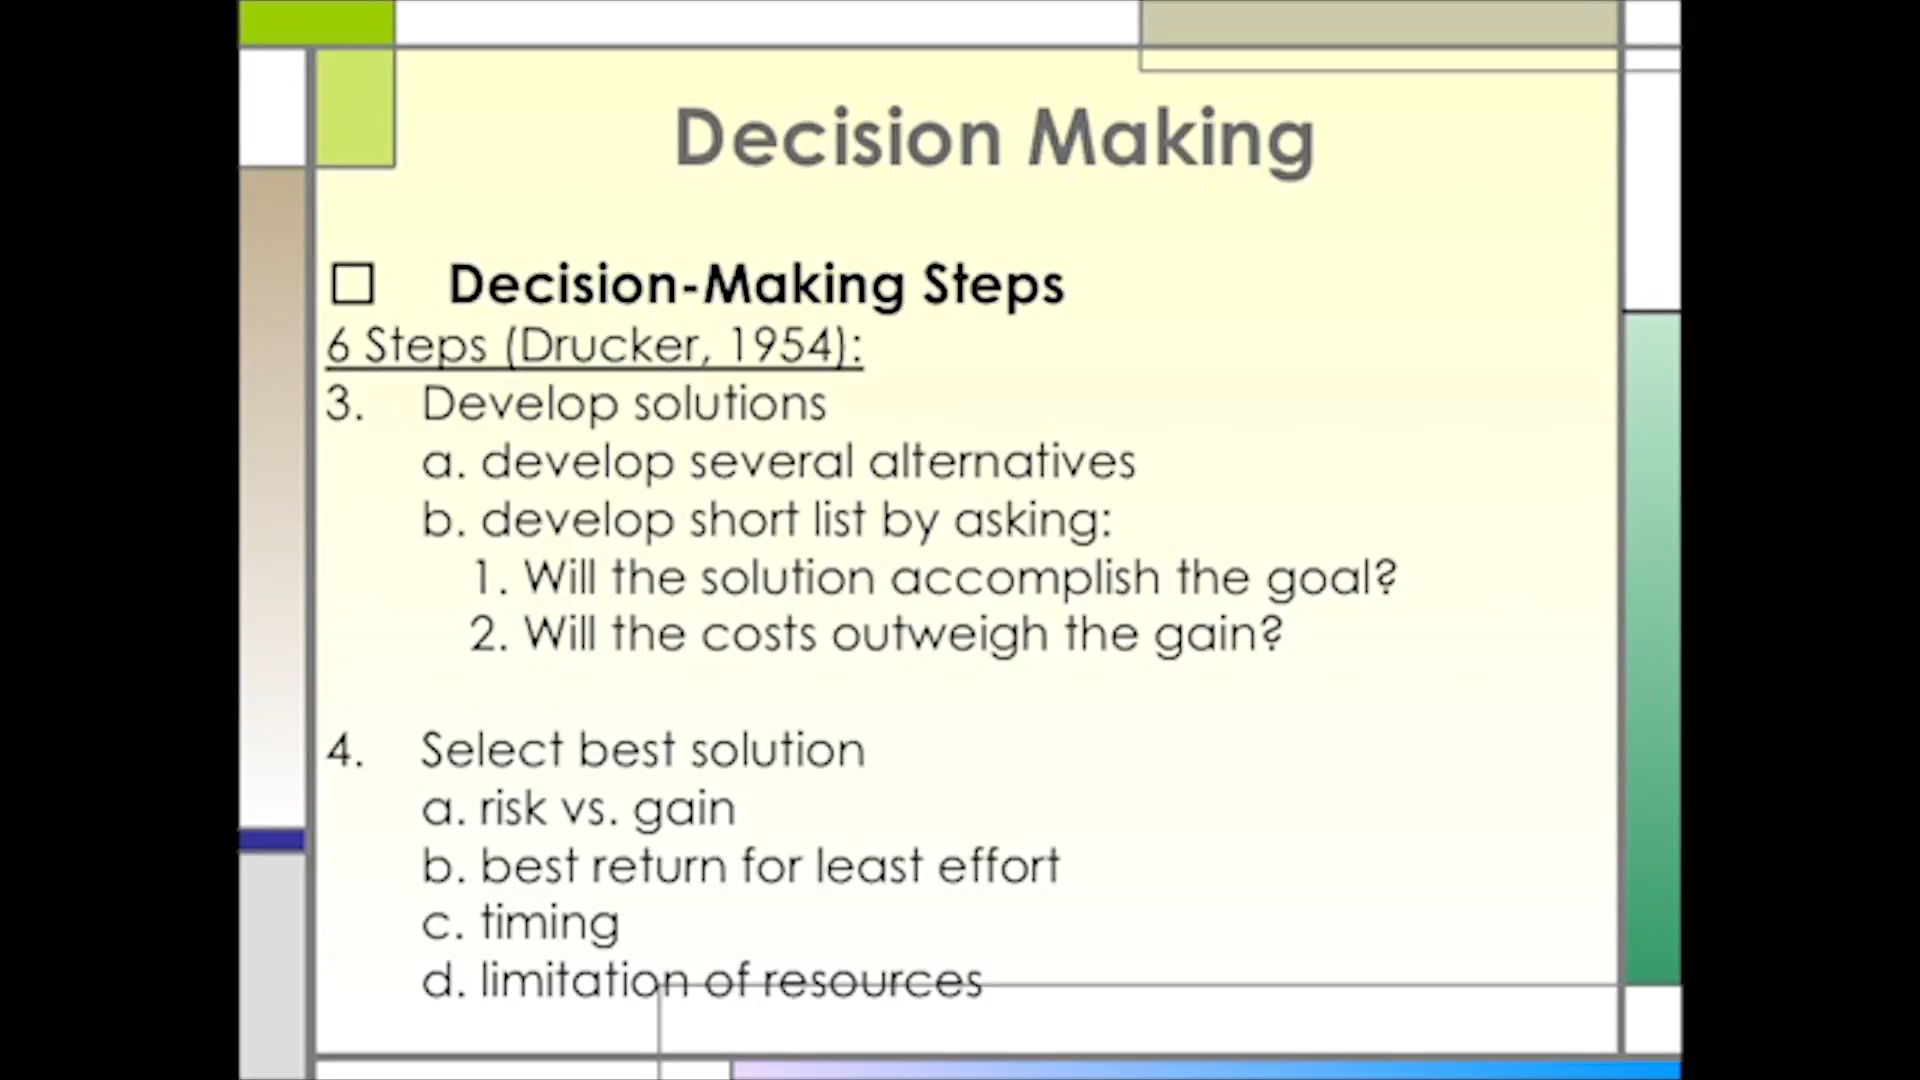 Decision Making
Decision-Making Steps
6 Steps (Drucker, 1954):
3. Develop solutions
a. develop several alternatives
b. develop short list by asking:
1. Will the solution accomplish the goal?
2. Will the costs outweigh the gain?
4. Select best solution
a. risk vs. gain
b. best return for least effort
c. timing
d. limitation of resources